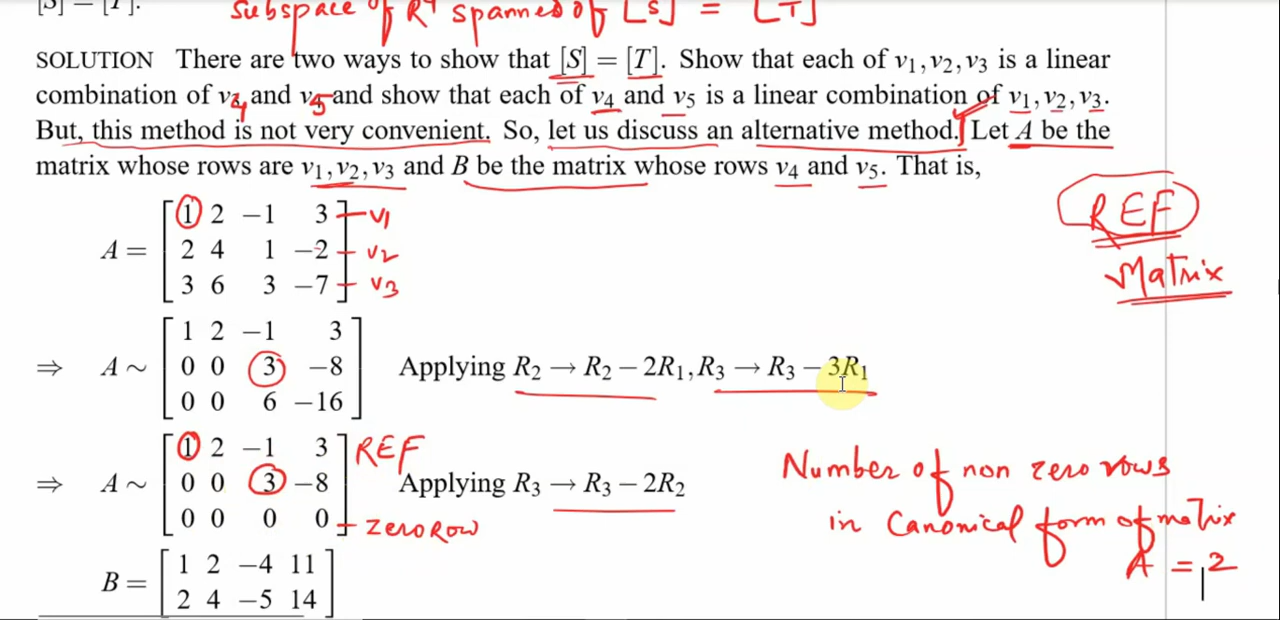 [S] = [T].
subspace of R4 spanned of [S] = [T]
SOLUTION There are two ways to show that [S] = [T]. Show that each of v1, v2, v3 is a linear
combination of v4 and v5 and show that each of v4 and v5 is a linear combination of v1, v2, v3.
But, this method is not very convenient. So, let us discuss an alternative method. Let A be the
matrix whose rows are v1, v2, v3 and B be the matrix whose rows v4 and v5. That is,
REF
Matrix
A = [ 1 2 −1 3 ] v1
[ 2 4 1 −2 ] v2
[ 3 6 3 −7 ] v3
[ 1 2 −1 3 ]
⇒ A ∼ [ 0 0 3 −8 ] Applying R2 → R2 − 2R1, R3 → R3 − 3R1
[ 0 0 6 −16 ]
[ 1 2 −1 3 ] REF
⇒ A ∼ [ 0 0 3 −8 ] Applying R3 → R3 − 2R2
[ 0 0 0 0 ] zero Row
Number of non zero rows
in Canonical form of matrix
A = 2
B = [ 1 2 −4 11 ]
[ 2 4 −5 14 ]